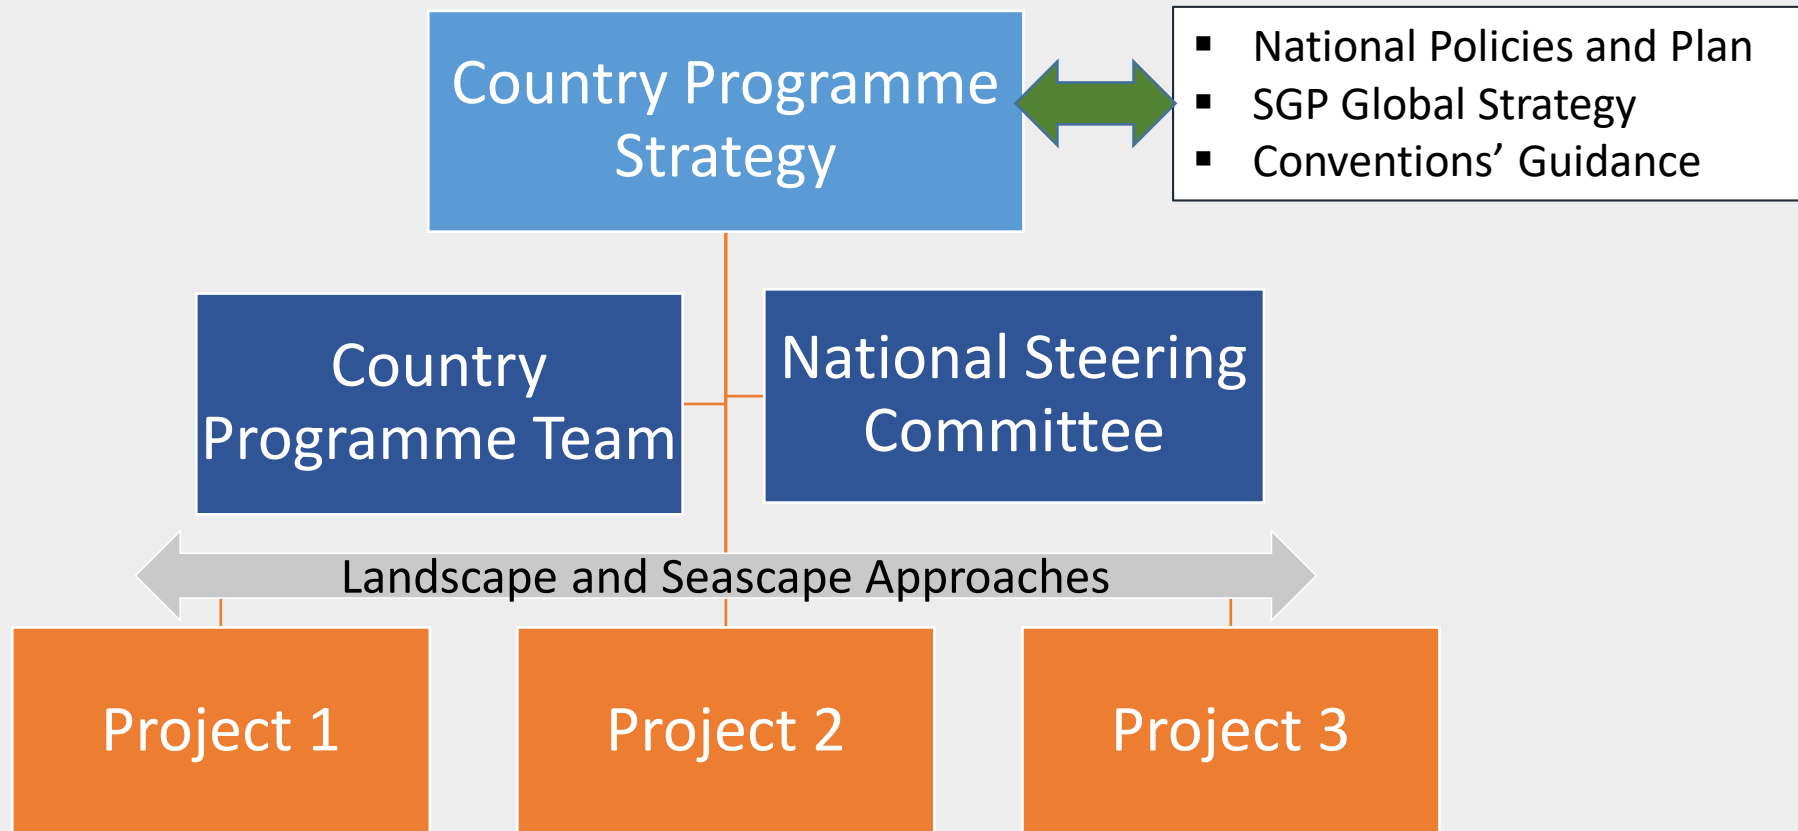 Country Programme
Strategy
▪ National Policies and Plan
▪ SGP Global Strategy
▪ Conventions’ Guidance
Country
Programme Team
National Steering
Committee
Landscape and Seascape Approaches
Project 1
Project 2
Project 3